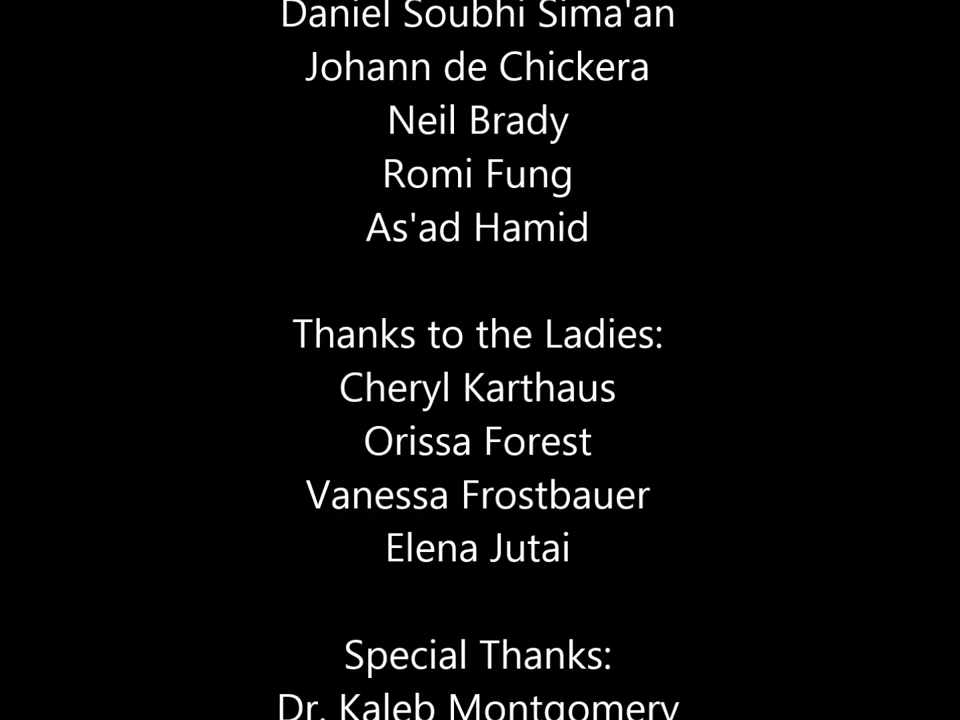 Daniel Soubhi Sima'an
Johann de Chickera
Neil Brady
Romi Fung
As'ad Hamid
Thanks to the Ladies:
Cheryl Karthaus
Orissa Forest
Vanessa Frostbauer
Elena Jutai
Special Thanks:
Dr. Kaleb Montgomery